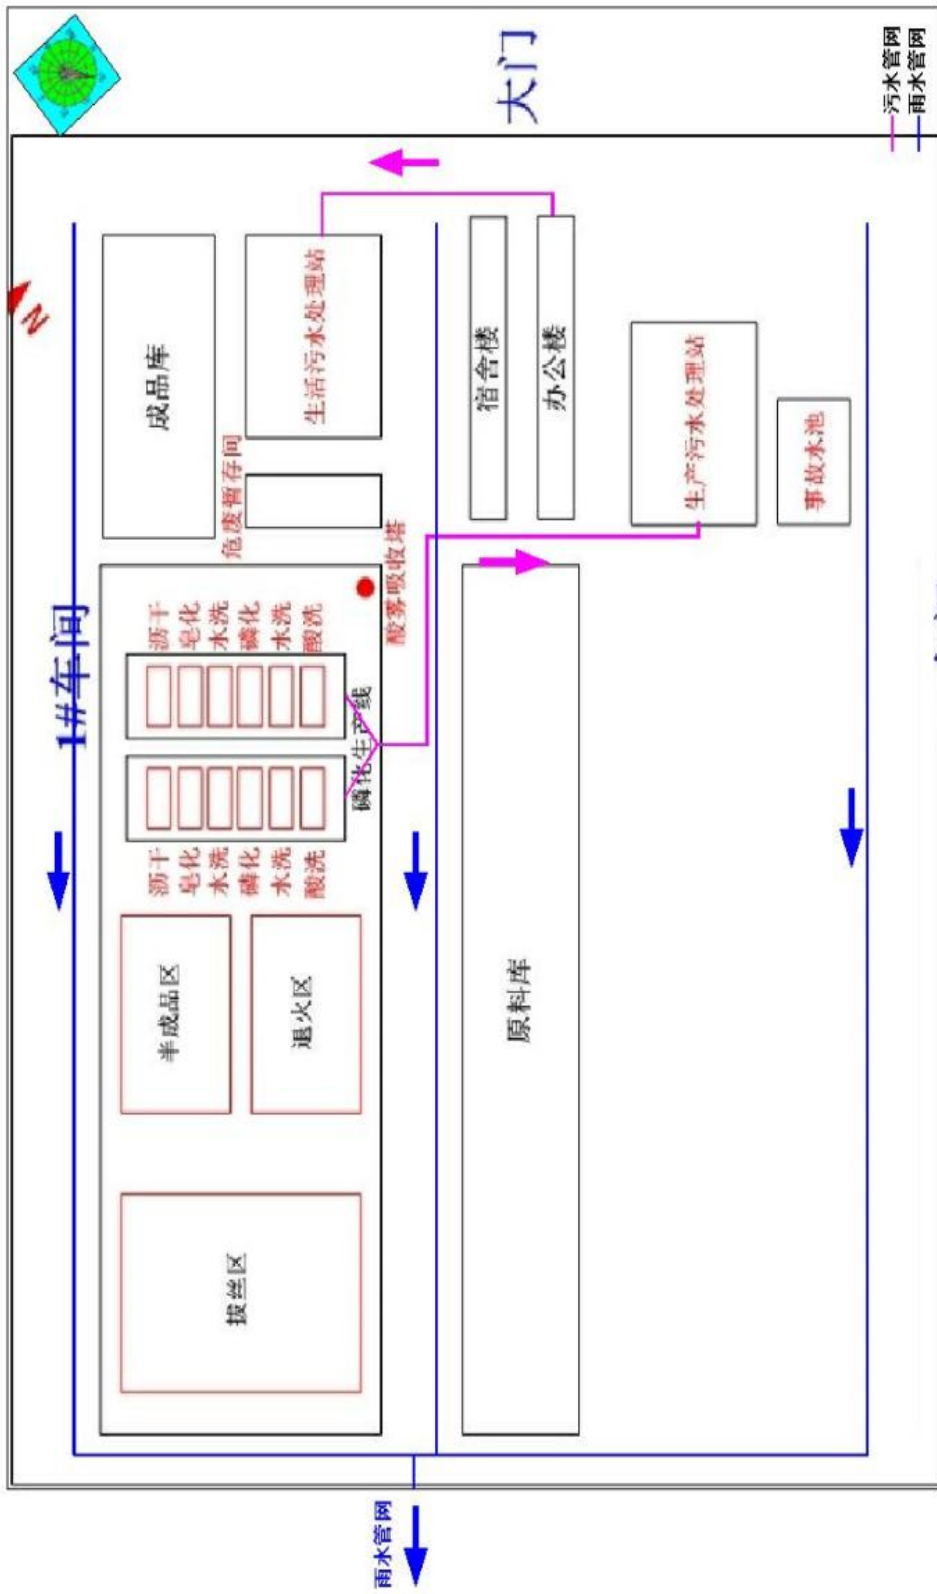 大门
污水管网
雨水管网
N
成品库
生活污水处理站
宿舍楼
办公楼
生产污水处理站
事故水池
危废暂存间
酸雾吸收塔
1#车间
沥干
皂化
水洗
磷化
水洗
酸洗
磷化生产线
沥干
皂化
水洗
磷化
水洗
酸洗
半成品区
退火区
原料库
拔丝区
雨水管网